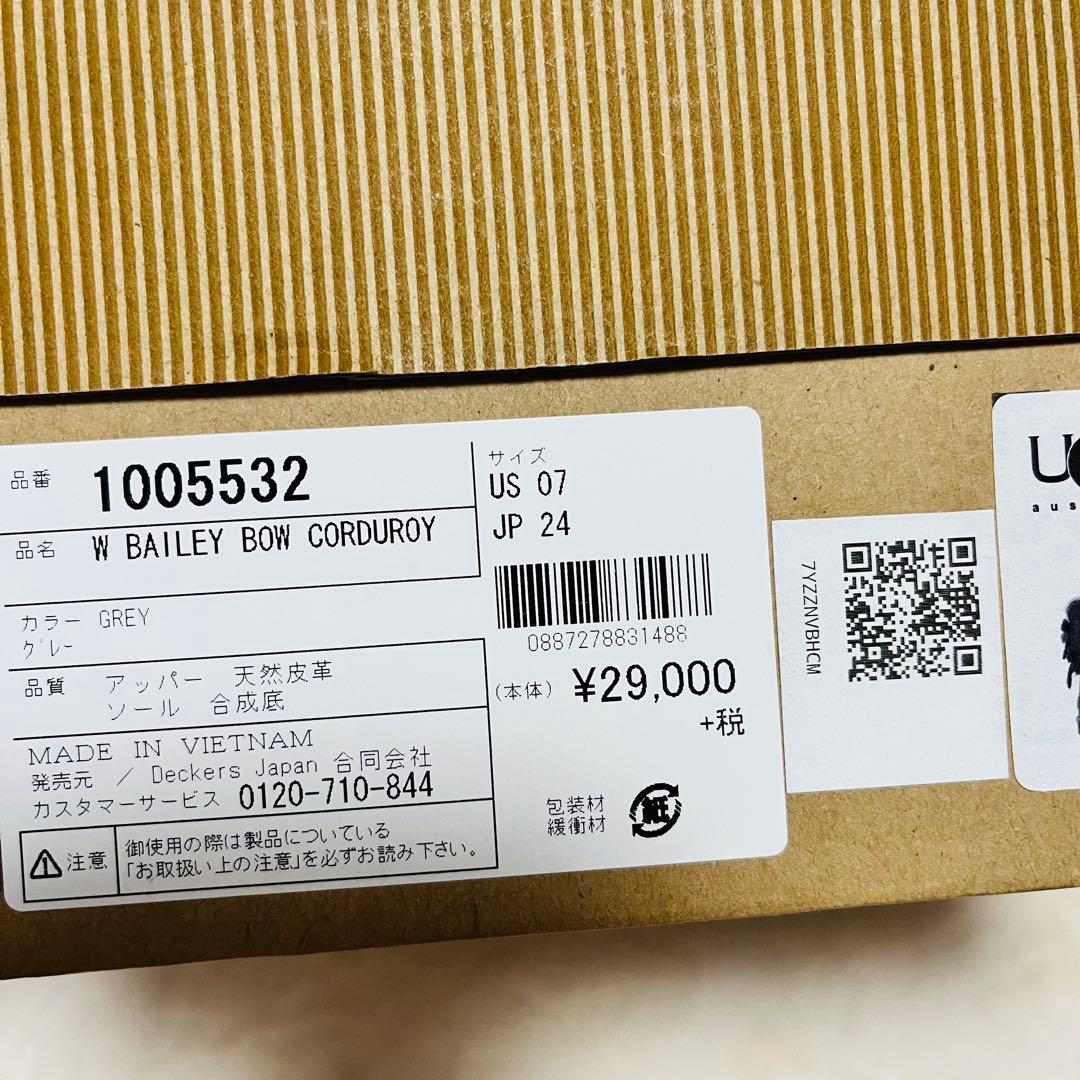 品番 1005532
品名 W BAILEY BOW CORDUROY
カラー GREY
グレー
品質 アッパー 天然皮革
ソール 合成底
MADE IN VIETNAM
発売元 / Deckers Japan 合同会社
カスタマーサービス 0120-710-844
注意
御使用の際は製品についている
「お取扱い上の注意」を必ずお読み下さい。
サイズ
US 07
JP 24
0887278831488
(本体) ¥29,000
+税
包装材
緩衝材
紙
7YZZNVBHCM
U
aus